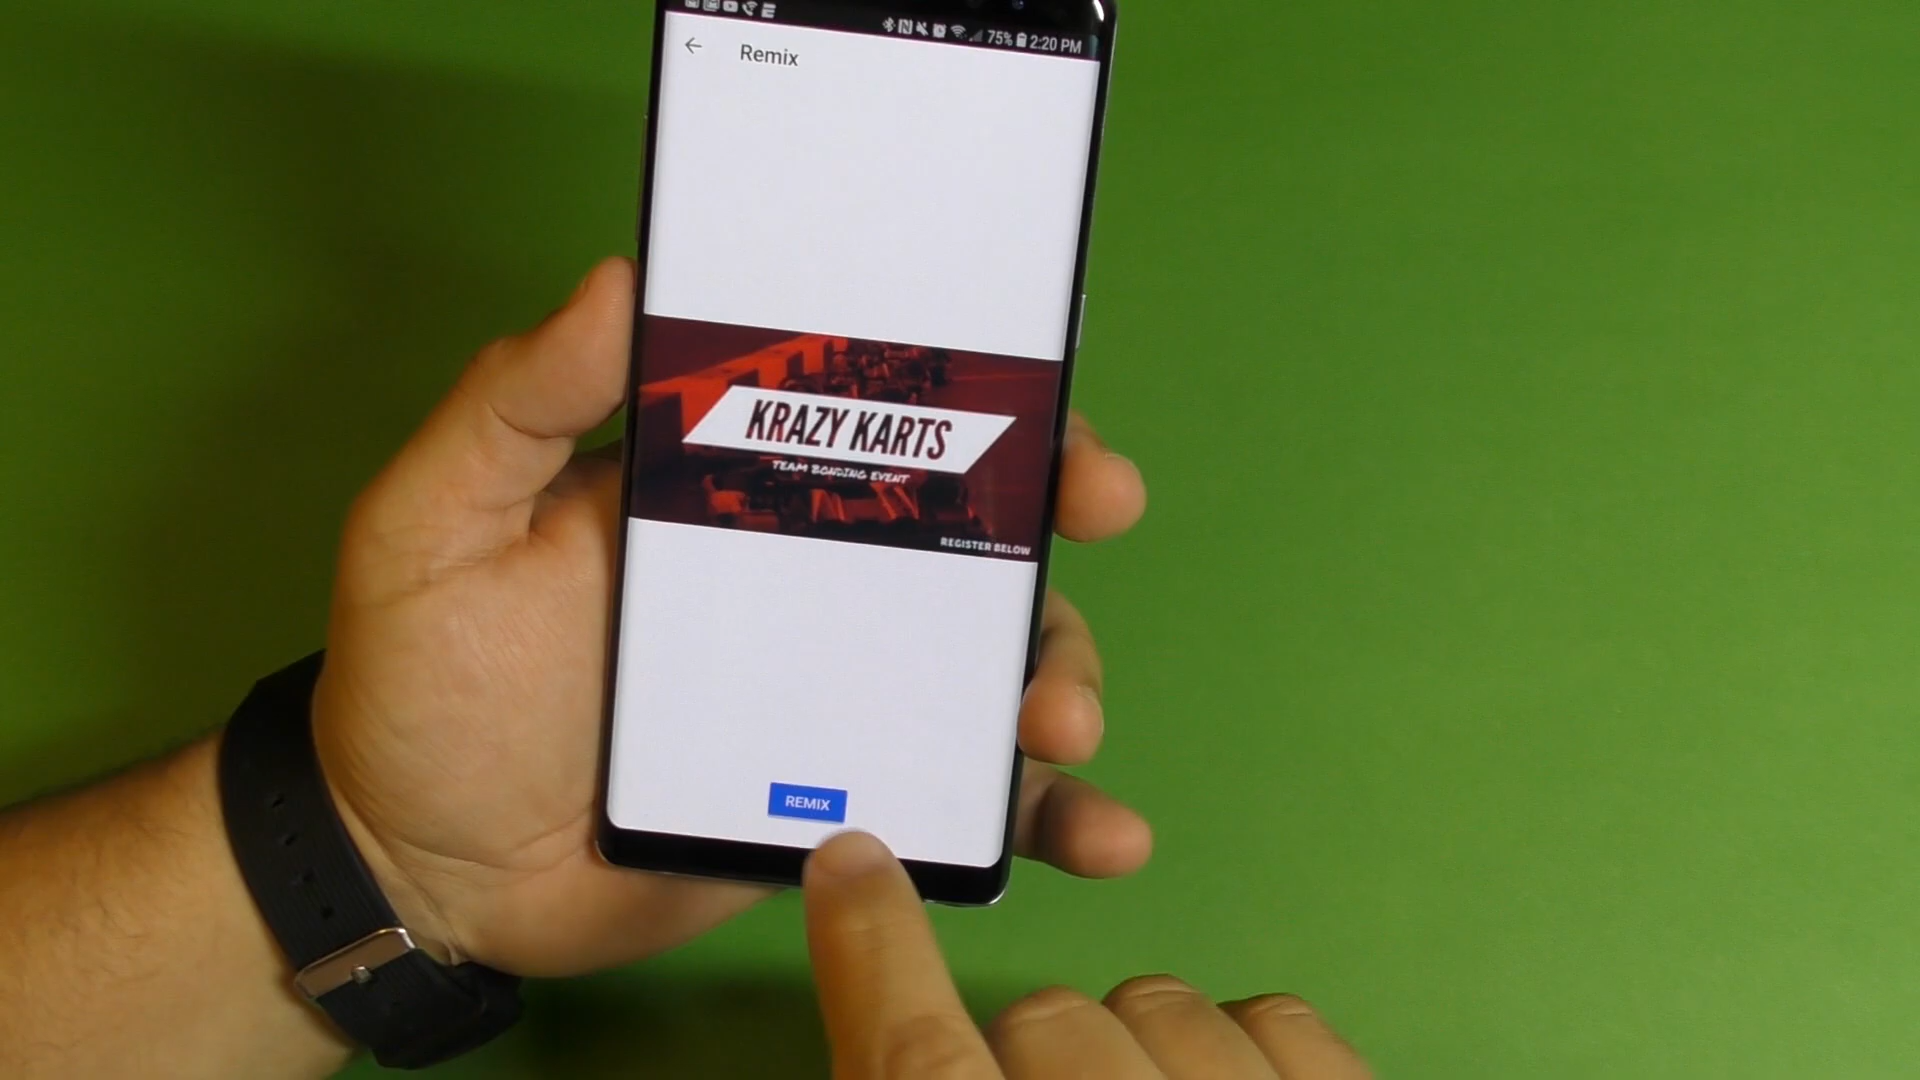 75% 2:20 PM
Remix
KRAZY KARTS
TEAM BONDING EVENT
REGISTER BELOW
REMIX